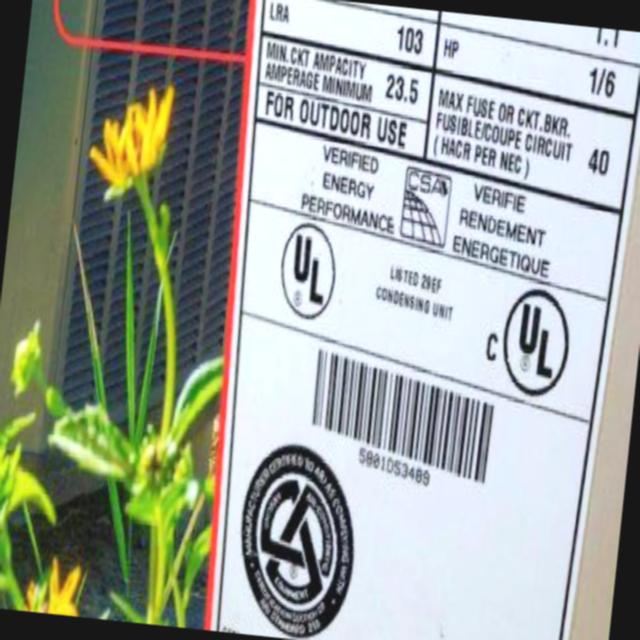 LRA 103
HP 1/6
MIN.CKT AMPACITY
AMPERAGE MINIMUM 23.5
MAX FUSE OR CKT.BKR.
FUSIBLE/COUPE CIRCUIT
(HACR PER NEC) 40
FOR OUTDOOR USE
VERIFIED
ENERGY
PERFORMANCE
CSA
VERIFIE
RENDEMENT
ENERGETIQUE
UL
®
LISTED 29EF
CONDENSING UNIT
C UL
®
5801D53489